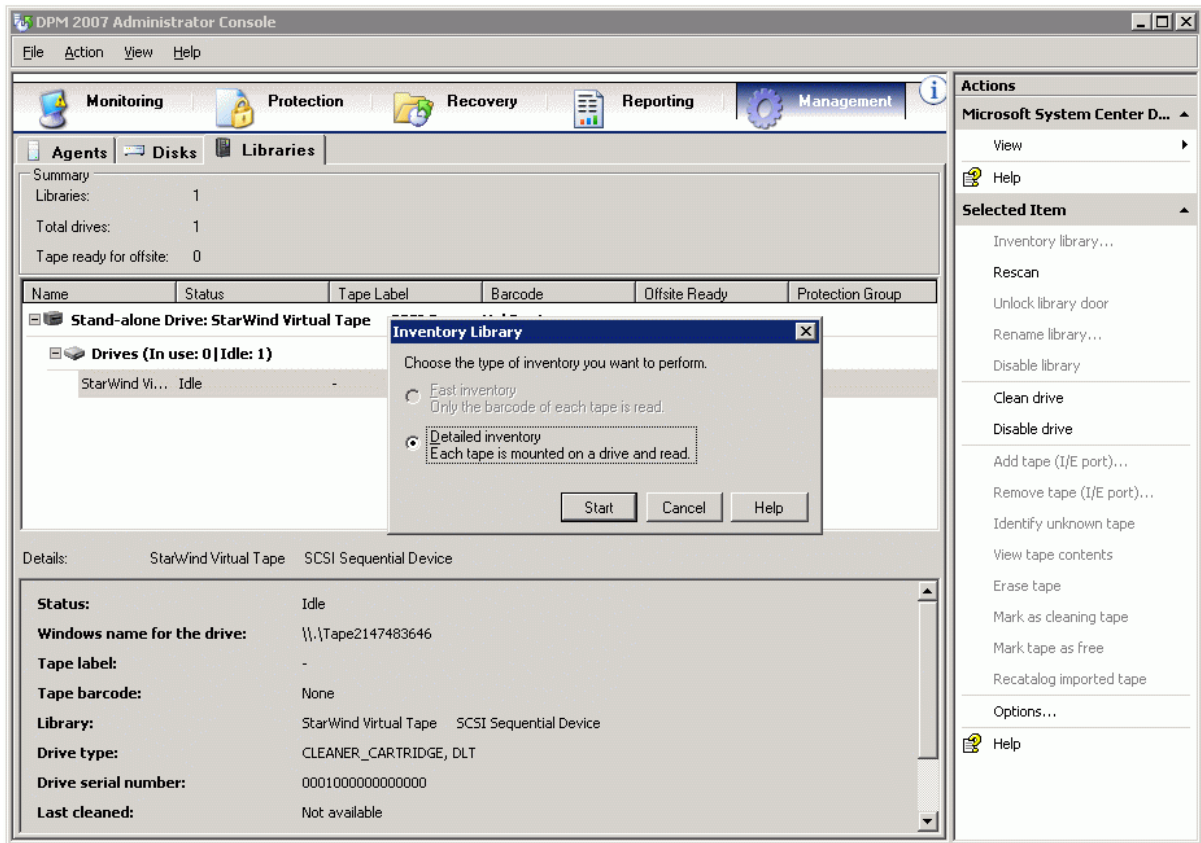 DPM 2007 Administrator Console
File Action View Help
Monitoring Protection Recovery Reporting Management
Agents Disks Libraries
Summary
Libraries: 1
Total drives: 1
Tape ready for offsite: 0
Name Status Tape Label Barcode Offsite Ready Protection Group
Stand-alone Drive: StarWind Virtual Tape
Drives (In use: 0|Idle: 1)
StarWind Vi... Idle -
Inventory Library
Choose the type of inventory you want to perform.
Fast inventory
Only the barcode of each tape is read.
Detailed inventory
Each tape is mounted on a drive and read.
Start Cancel Help
Details: StarWind Virtual Tape SCSI Sequential Device
Status: Idle
Windows name for the drive: \\.\Tape2147483646
Tape label: -
Tape barcode: None
Library: StarWind Virtual Tape SCSI Sequential Device
Drive type: CLEANER_CARTRIDGE, DLT
Drive serial number: 0001000000000000
Last cleaned: Not available
Actions
Microsoft System Center D...
View
Help
Selected Item
Inventory library...
Rescan
Unlock library door
Rename library...
Disable library
Clean drive
Disable drive
Add tape (I/E port)...
Remove tape (I/E port)...
Identify unknown tape
View tape contents
Erase tape
Mark as cleaning tape
Mark tape as free
Recatalog imported tape
Options...
Help